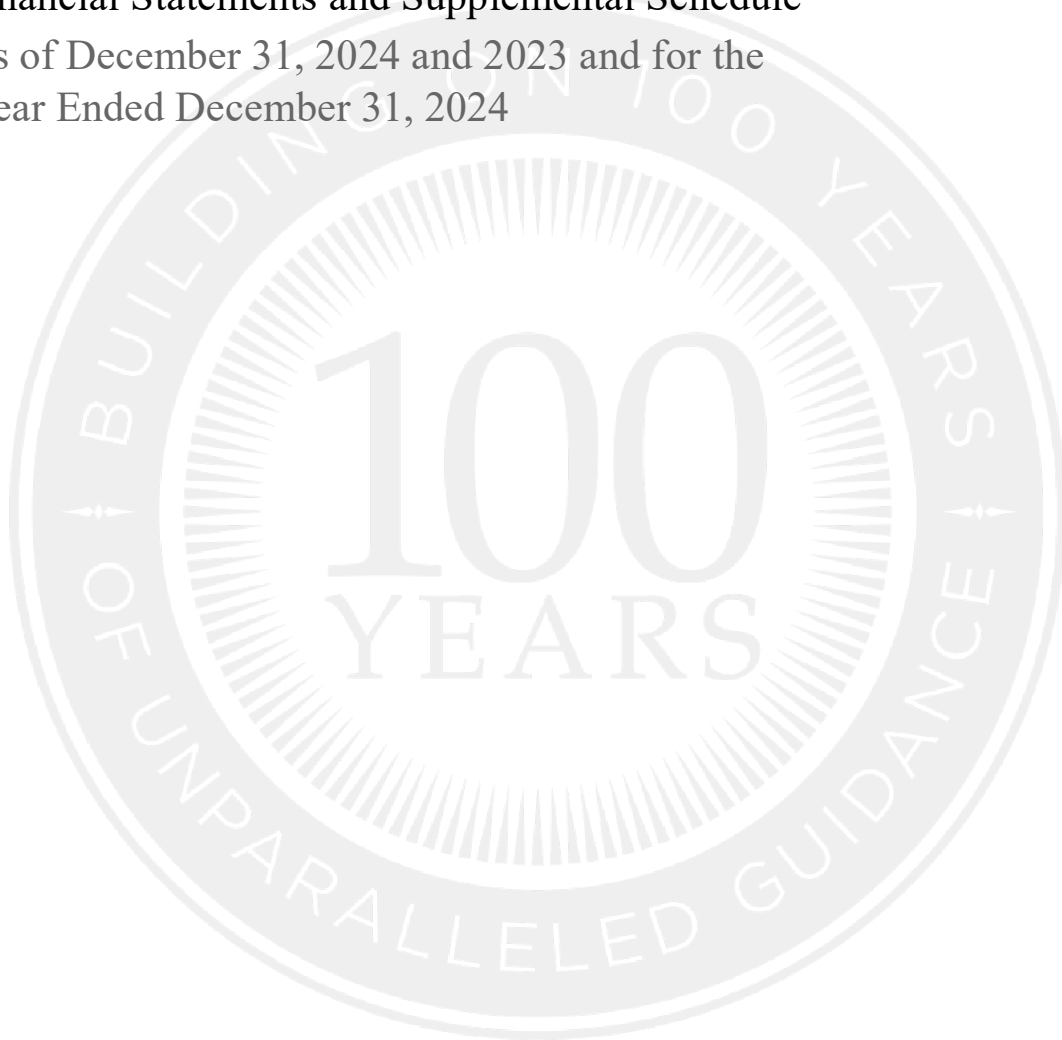 nancial Statements and Supplemental Schedule
s of December 31, 2024 and 2023 and for the
ear Ended December 31, 2024
BUILDING ON 100 YEARS
100
YEARS
OF UNPARALLELED GUIDANCE